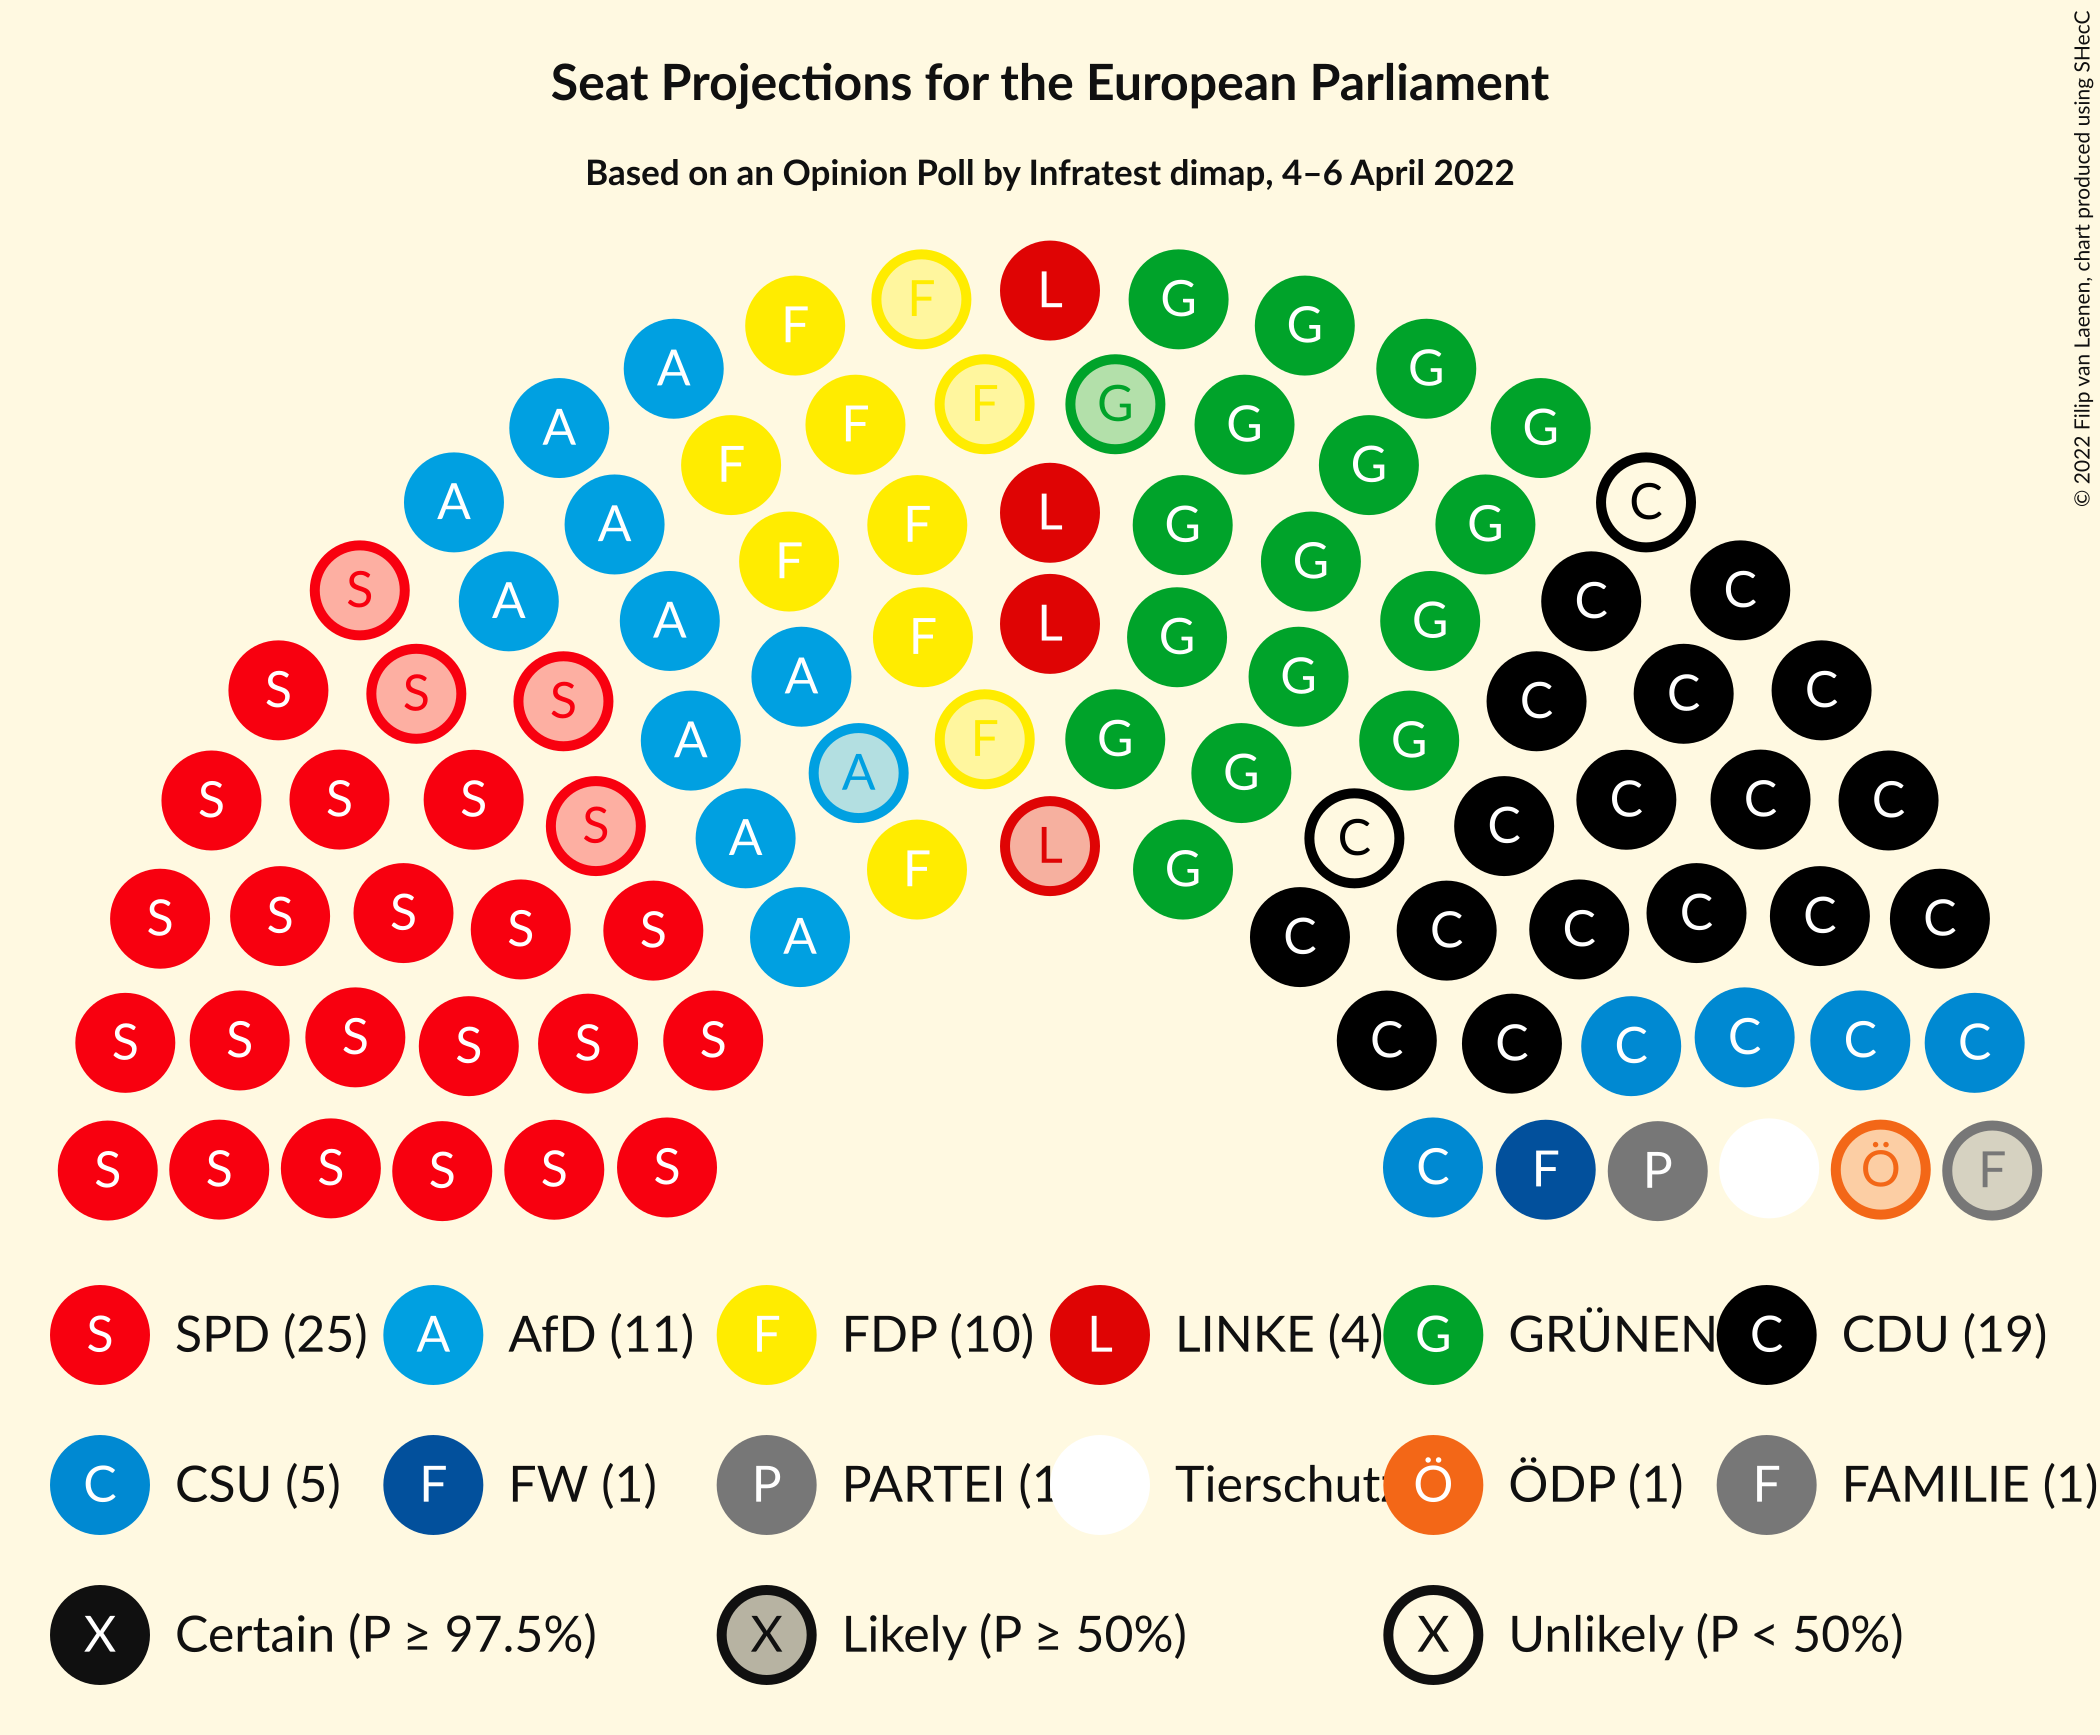 Seat Projections for the European Parliament
Based on an Opinion Poll by Infratest dimap, 4–6 April 2022
© 2022 Filip van Laenen, chart produced using SHecC
L
F G
F G
A G
F G
F G
A G
F G
A G
F L G
A C
A G
F G
S C
A C
F L G
A G
S C
A G
S C
S C
A G
F G
A G
S S S C C C
S C
A C
F L G
S S S S S A C C C C C C
S S S S S S C C C C C C
S S S S S S C F P Ö F
S SPD (25) A AfD (11) F FDP (10) L LINKE (4) G GRÜNEN C CDU (19)
C CSU (5) F FW (1) P PARTEI (1 Tierschutz Ö ÖDP (1) F FAMILIE (1)
X Certain (P ≥ 97.5%) X Likely (P ≥ 50%) X Unlikely (P < 50%)